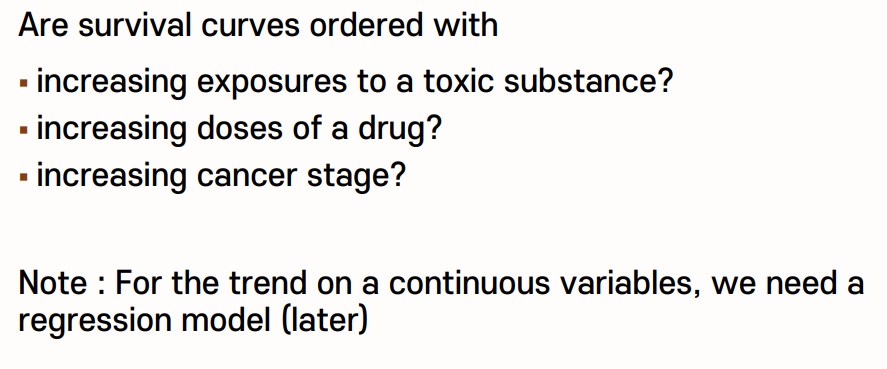 Are survival curves ordered with
▪ increasing exposures to a toxic substance?
▪ increasing doses of a drug?
▪ increasing cancer stage?
Note : For the trend on a continuous variables, we need a
regression model (later)